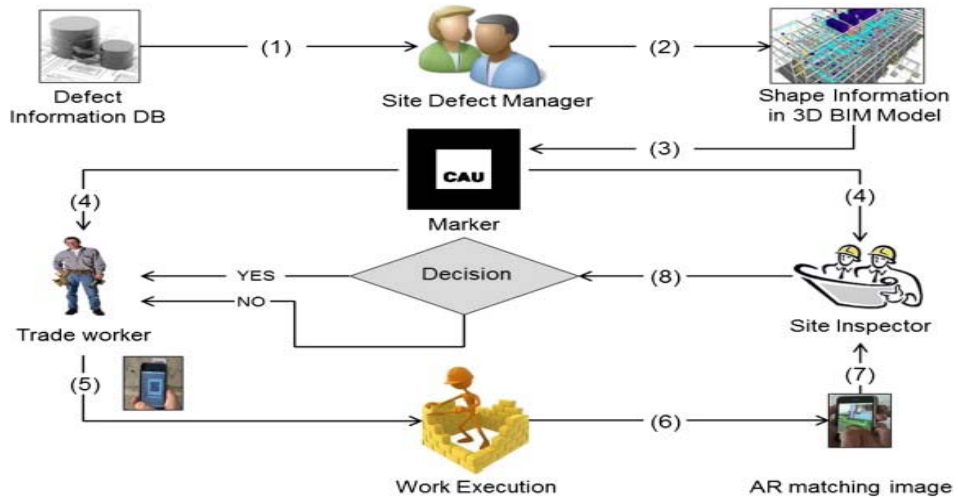 (1)
(2)
Defect
Information DB
Site Defect Manager
Shape Information
in 3D BIM Model
(3)
CAU
(4)
(4)
Marker
YES
Decision
(8)
NO
Trade worker
Site Inspector
(5)
(7)
(6)
Work Execution
AR matching image